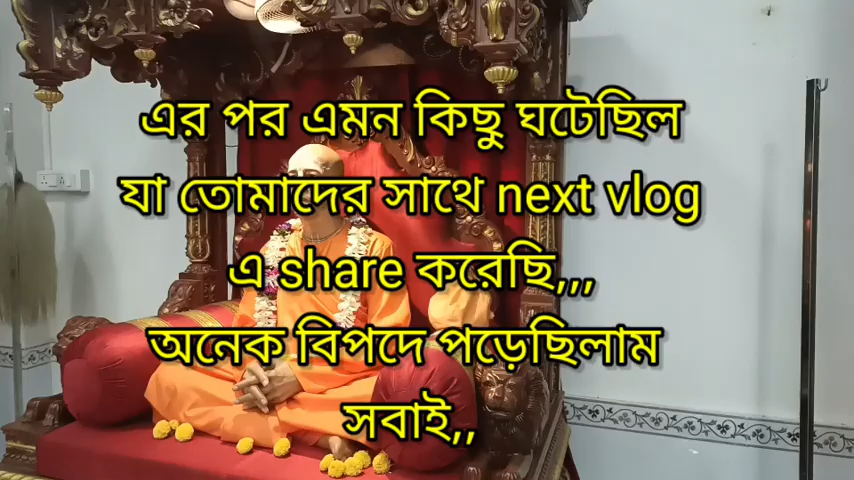 এর পর এমন কিছু ঘটেছিল
যা তোমাদের সাথে next vlog
এ share করেছি,,,
অনেক বিপদে পড়েছিলাম
সবাই,,